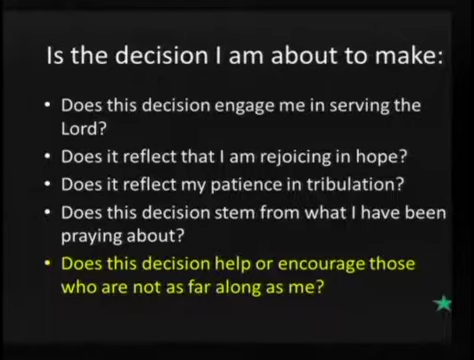 Is the decision I am about to make:
• Does this decision engage me in serving the
Lord?
• Does it reflect that I am rejoicing in hope?
• Does it reflect my patience in tribulation?
• Does this decision stem from what I have been
praying about?
• Does this decision help or encourage those
who are not as far along as me?